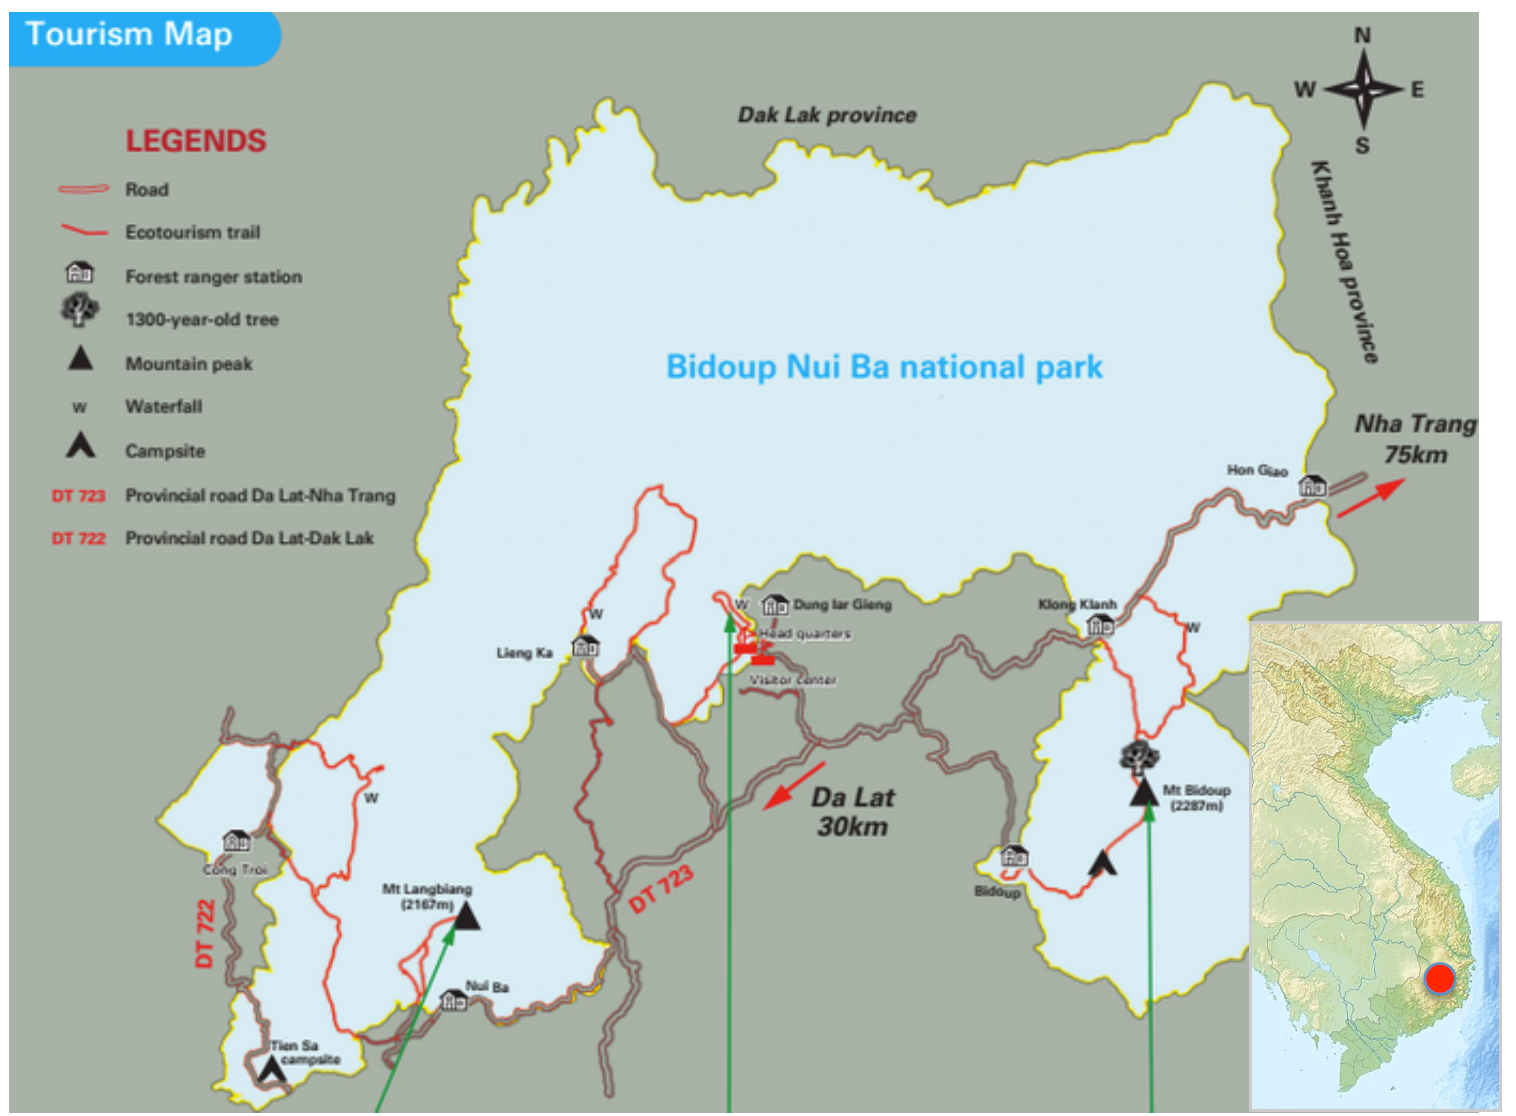 Tourism Map
N
W
E
S
Dak Lak province
LEGENDS
Road
Ecotourism trail
Forest ranger station
1300-year-old tree
Mountain peak
w
Waterfall
Campsite
DT 723
Provincial road Da Lat-Nha Trang
DT 722
Provincial road Da Lat-Dak Lak
Khanh Hoa province
Bidoup Nui Ba national park
Nha Trang
75km
Hon Giao
W
W
Dung Iar Gieng
Klong Klanh
Head quarters
W
Lieng Ka
Visitor center
W
Mt Bidoup
(2287m)
Da Lat
30km
Cong Troi
Mt Langbiang
(2167m)
DT 723
Bidoup
DT 722
Nui Ba
Tien Sa
campsite